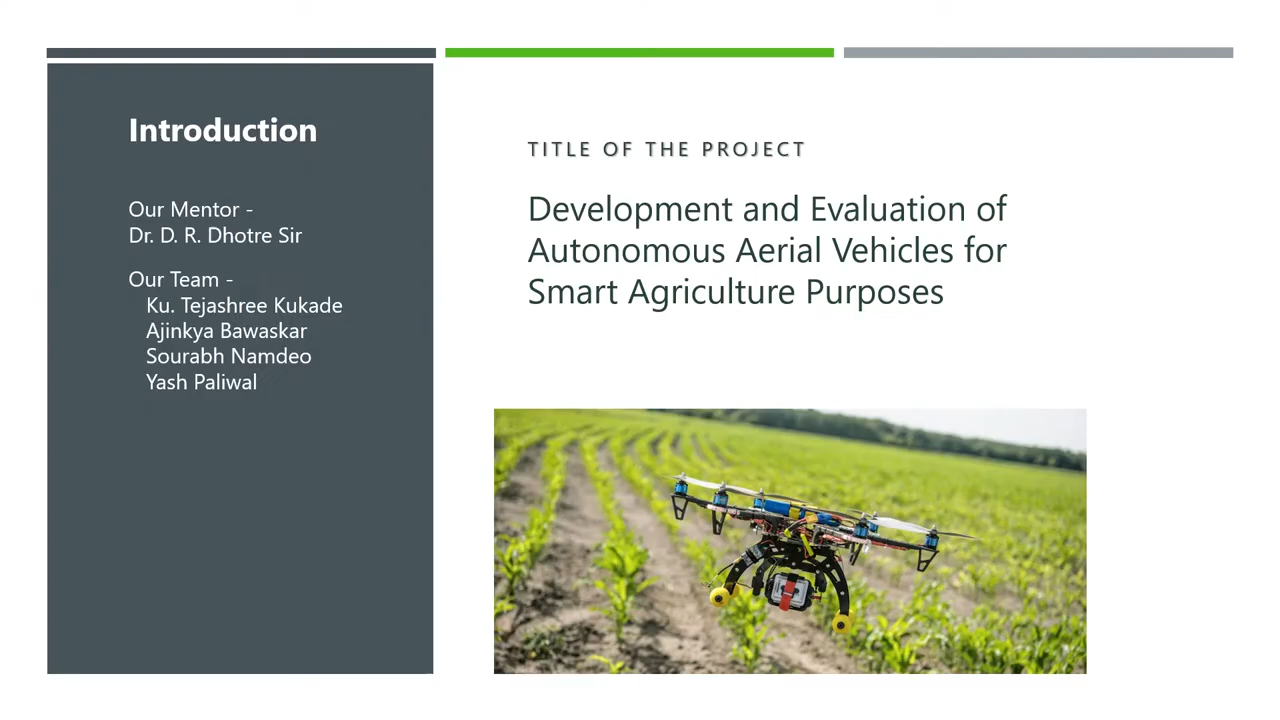 Introduction
Our Mentor -
Dr. D. R. Dhotre Sir
Our Team -
Ku. Tejashree Kukade
Ajinkya Bawaskar
Sourabh Namdeo
Yash Paliwal
TITLE OF THE PROJECT
Development and Evaluation of
Autonomous Aerial Vehicles for
Smart Agriculture Purposes